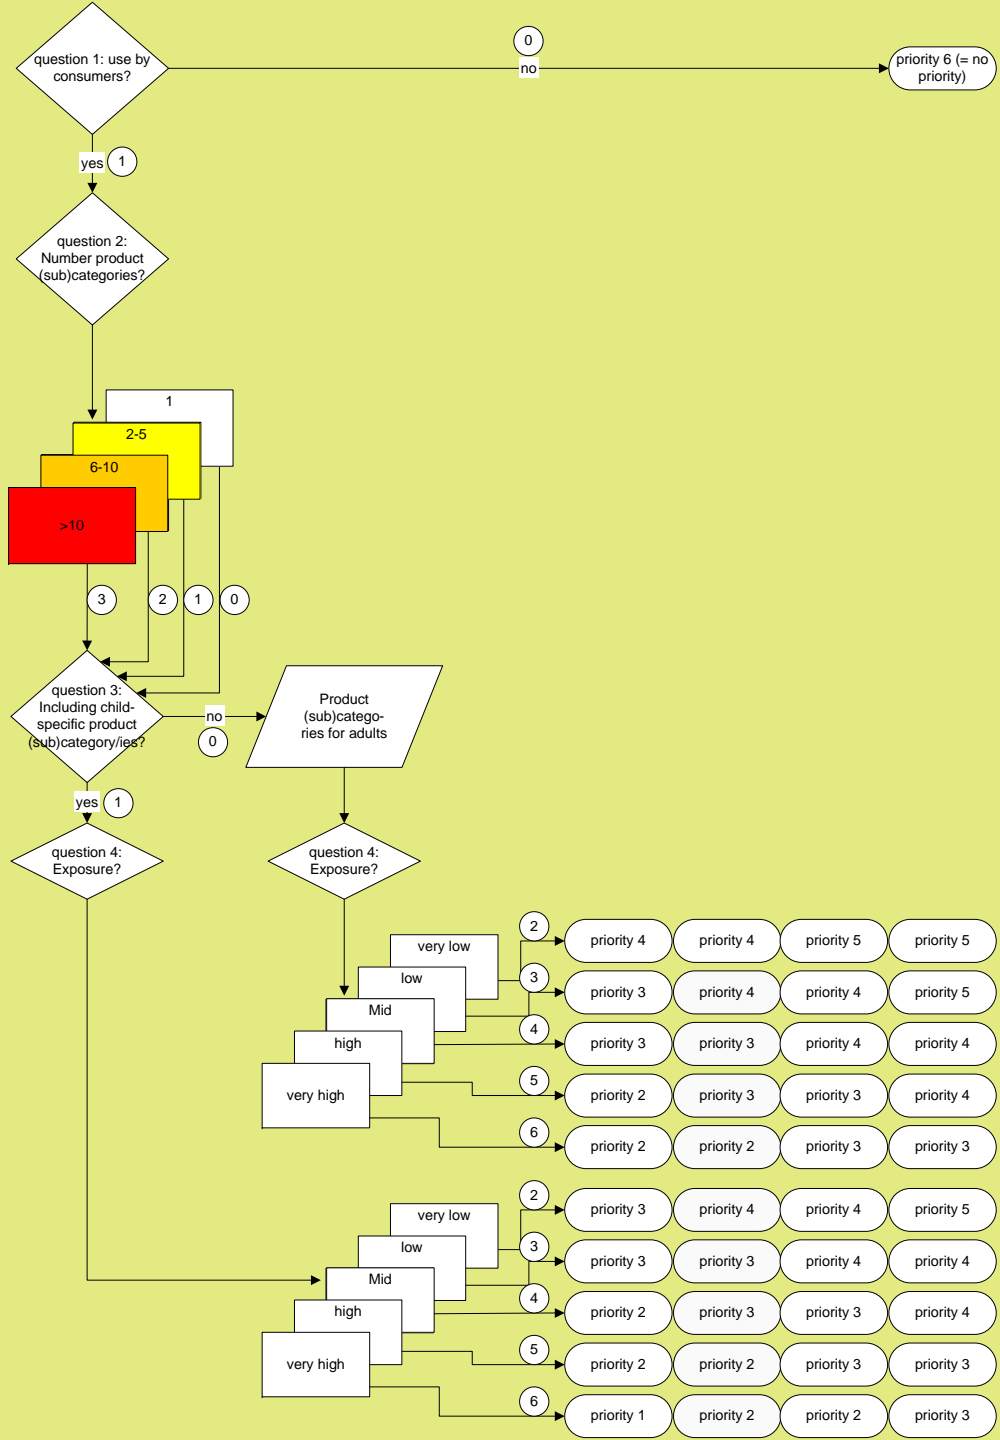 question 1: use by
consumers?
0
no
priority 6 (= no
priority)
yes
1
question 2:
Number product
(sub)categories?
1
2-5
6-10
>10
3
2
1
0
question 3:
Including child-
specific product
(sub)category/ies?
no
0
Product
(sub)catego-
ries for adults
yes
1
question 4:
Exposure?
question 4:
Exposure?
very low
low
Mid
high
very high
2
priority 4
priority 4
priority 5
priority 5
3
priority 3
priority 4
priority 4
priority 5
4
priority 3
priority 3
priority 4
priority 4
5
priority 2
priority 3
priority 3
priority 4
6
priority 2
priority 2
priority 3
priority 3
very low
low
Mid
high
very high
2
priority 3
priority 4
priority 4
priority 5
3
priority 3
priority 3
priority 4
priority 4
4
priority 2
priority 3
priority 3
priority 4
5
priority 2
priority 2
priority 3
priority 3
6
priority 1
priority 2
priority 2
priority 3